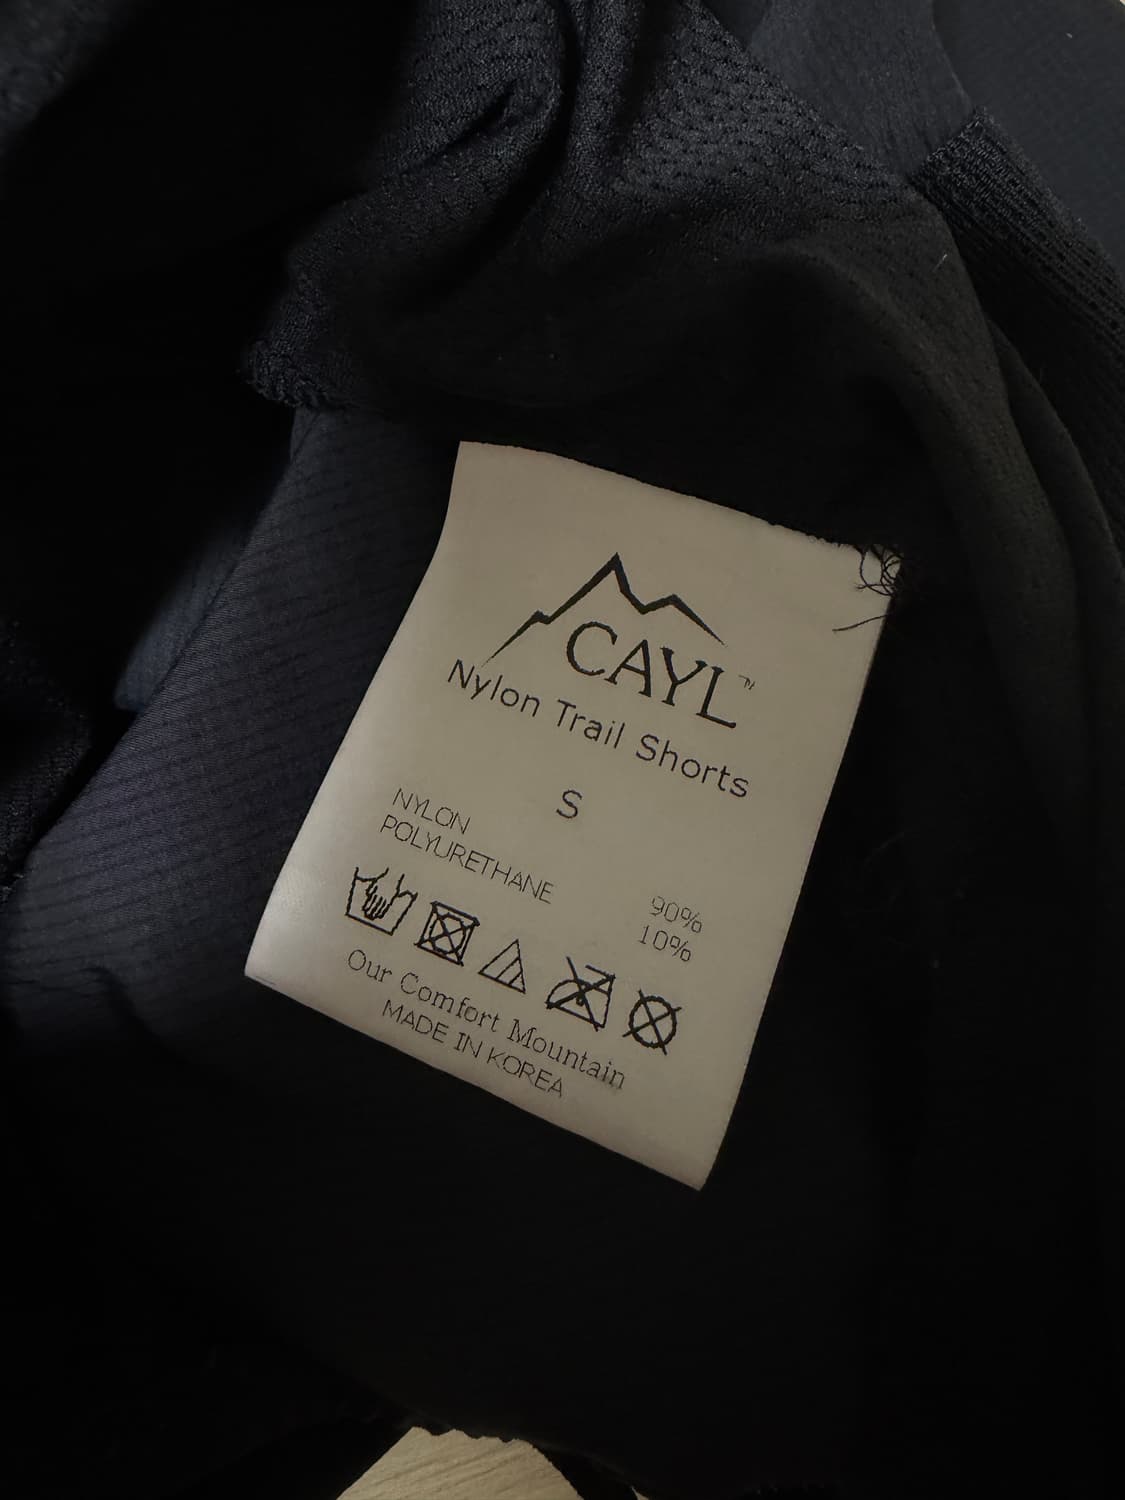 CAYL™
Nylon Trail Shorts
S
NYLON 90%
POLYURETHANE 10%
Our Comfort Mountain
MADE IN KOREA